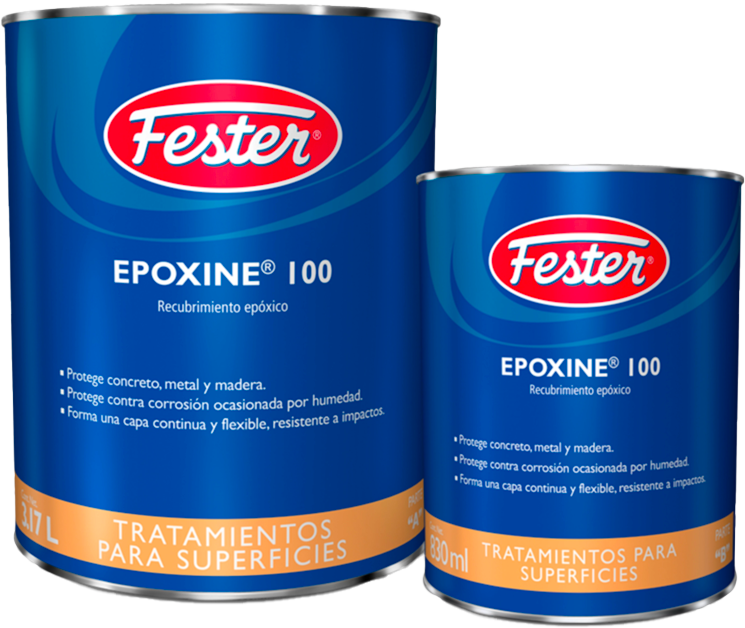 Fester®
EPOXINE® 100
Recubrimiento epóxico
▪ Protege concreto, metal y madera.
▪ Protege contra corrosión ocasionada por humedad.
▪ Forma una capa continua y flexible, resistente a impactos.
3.17 L
TRATAMIENTOS
PARA SUPERFICIES
PARTE
"A"
Fester®
EPOXINE® 100
Recubrimiento epóxico
▪ Protege concreto, metal y madera.
▪ Protege contra corrosión ocasionada por humedad.
▪ Forma una capa continua y flexible, resistente a impactos.
830 ml
TRATAMIENTOS PARA
SUPERFICIES
PARTE
"B"